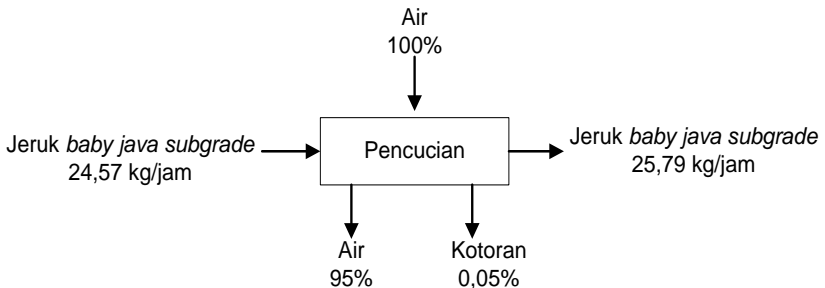 Air
100%
Jeruk baby java subgrade
24,57 kg/jam
Pencucian
Jeruk baby java subgrade
25,79 kg/jam
Air
95%
Kotoran
0,05%